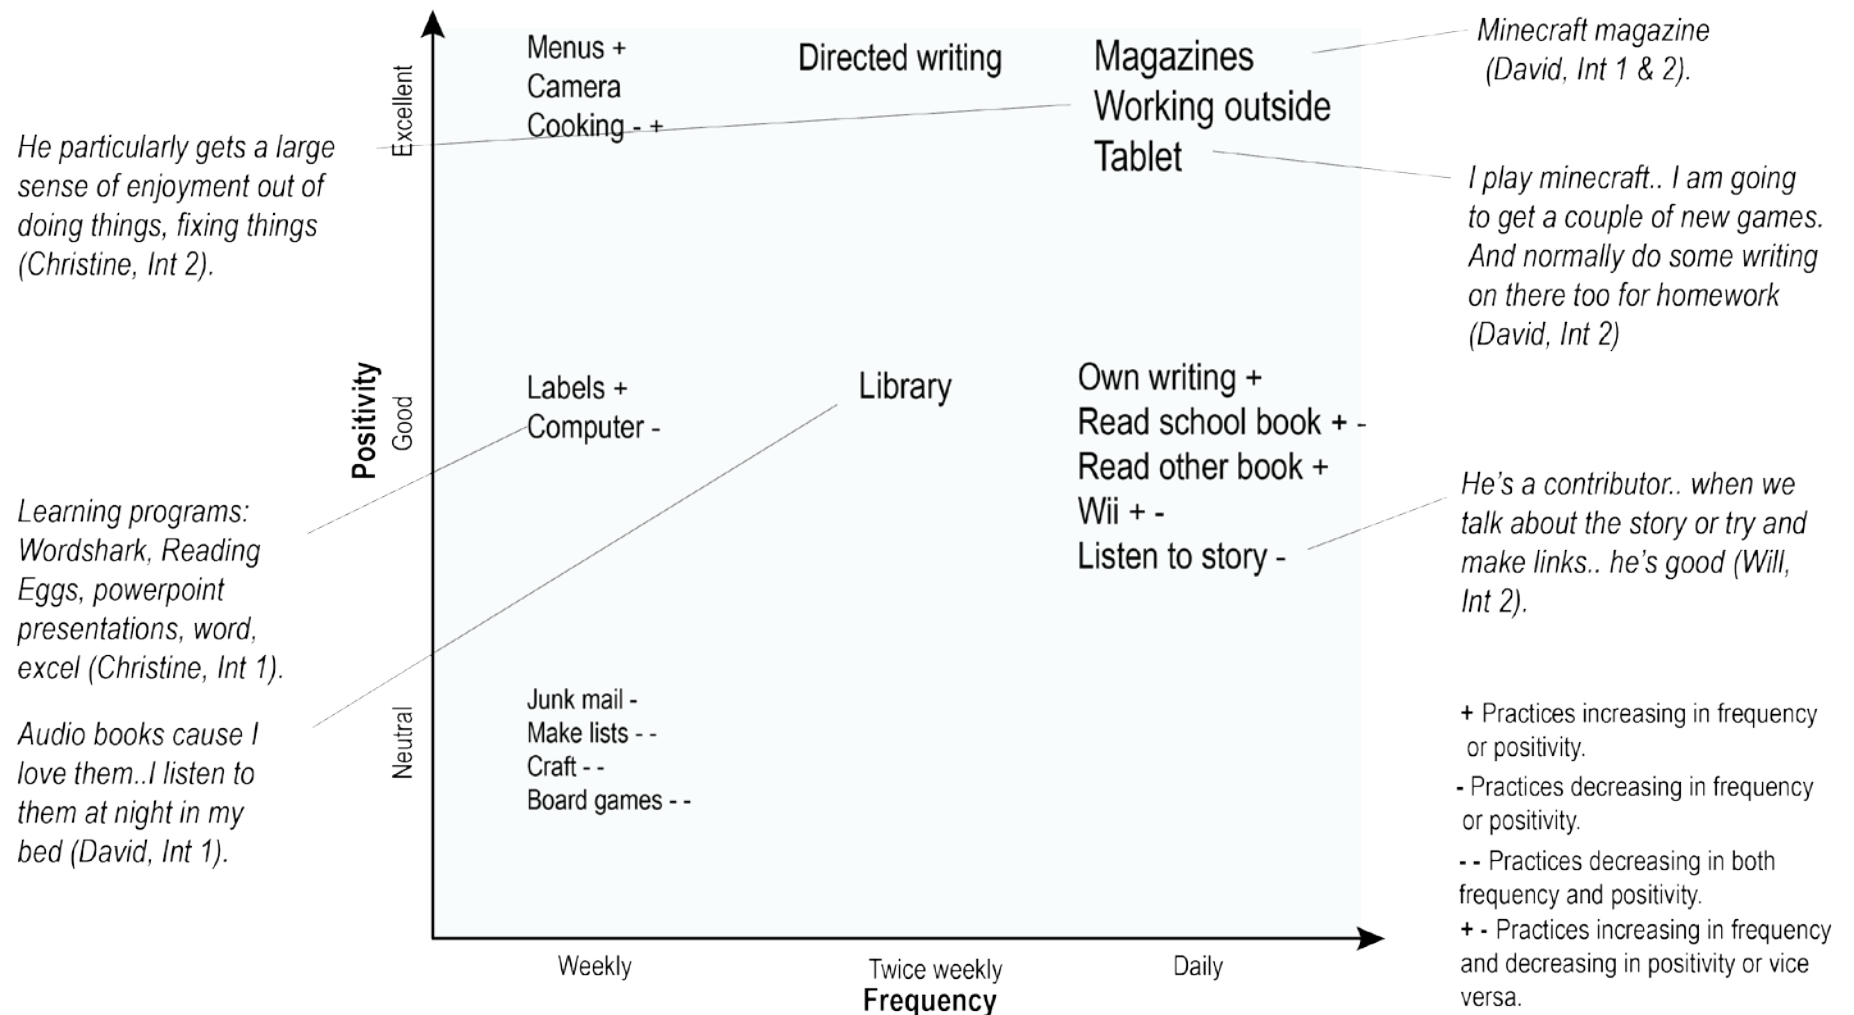 Minecraft magazine
(David, Int 1 & 2).
Menus +
Camera
Cooking - +
Directed writing
Magazines
Working outside
Tablet
Excellent
He particularly gets a large
sense of enjoyment out of
doing things, fixing things
(Christine, Int 2).
I play minecraft.. I am going
to get a couple of new games.
And normally do some writing
on there too for homework
(David, Int 2)
Positivity
Good
Labels +
Computer -
Library
Own writing +
Read school book + -
Read other book +
Wii + -
Listen to story -
He's a contributor.. when we
talk about the story or try and
make links.. he's good (Will,
Int 2).
Learning programs:
Wordshark, Reading
Eggs, powerpoint
presentations, word,
excel (Christine, Int 1).
Audio books cause I
love them..I listen to
them at night in my
bed (David, Int 1).
Neutral
Junk mail -
Make lists - -
Craft - -
Board games - -
+ Practices increasing in frequency
or positivity.
- Practices decreasing in frequency
or positivity.
- - Practices decreasing in both
frequency and positivity.
+ - Practices increasing in frequency
and decreasing in positivity or vice
versa.
Weekly
Twice weekly
Daily
Frequency